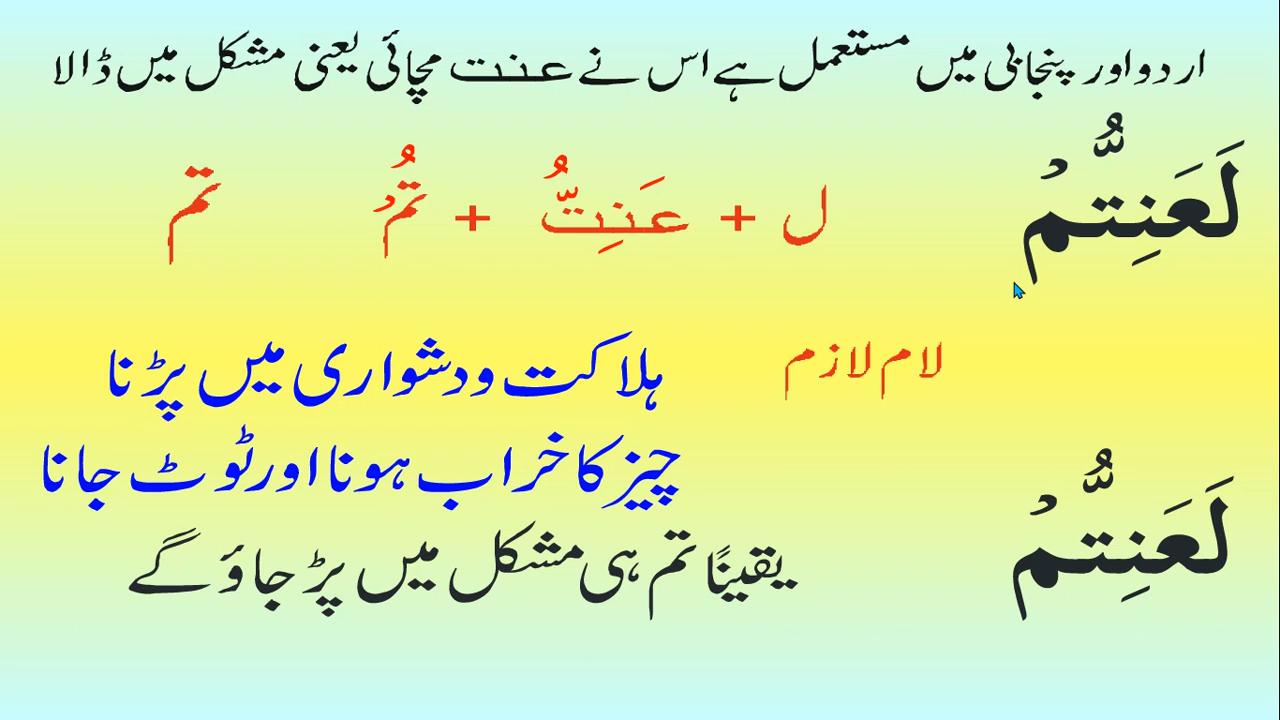 اردو اور پنجابی میں مستعمل ہے اس نے عنت مچائی یعنی مشکل میں ڈالا
لَعَنِتُّمْ ل + عَنِتُّ + تُمْ تم
لام لازم ہلاکت و دشواری میں پڑنا
چیز کا خراب ہونا اور ٹوٹ جانا
لَعَنِتُّمْ یقیناً تم ہی مشکل میں پڑ جاؤ گے